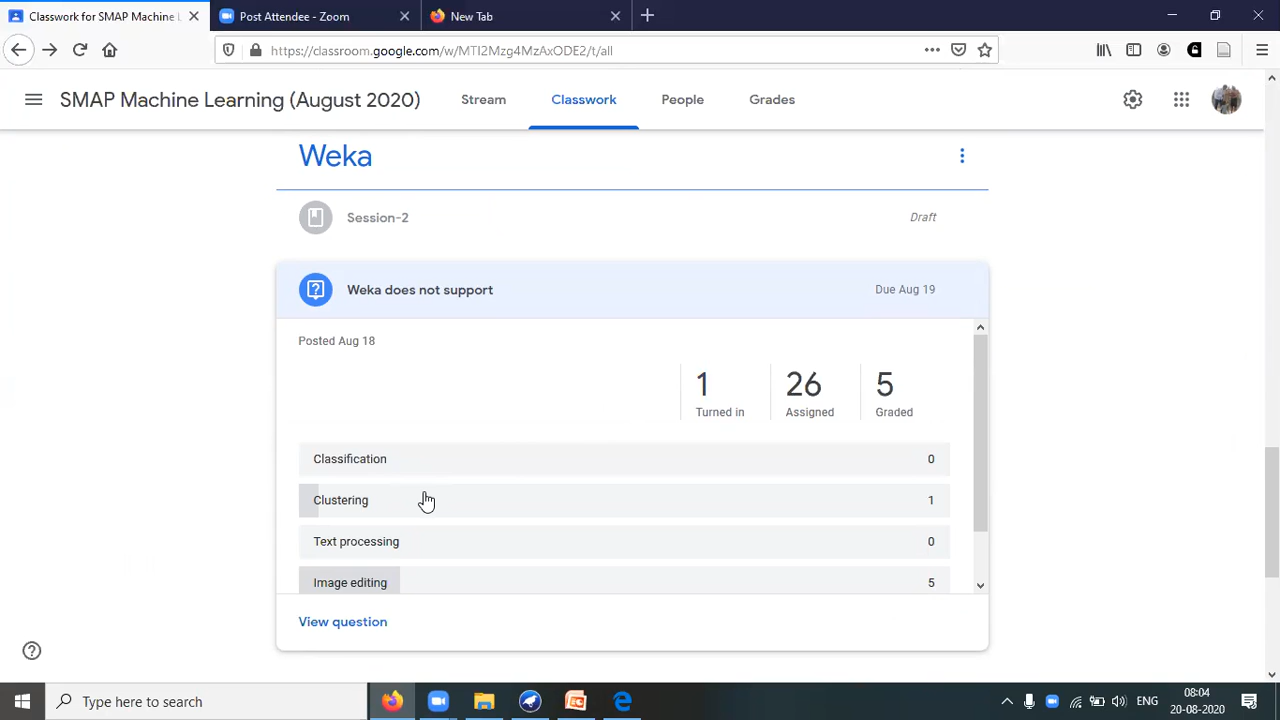 Classwork for SMAP Machine L
Post Attendee - Zoom
New Tab
https://classroom.google.com/w/MTI2Mzg4MzAxODE2/t/all
SMAP Machine Learning (August 2020)
Stream
Classwork
People
Grades
Weka
Session-2
Draft
Weka does not support
Due Aug 19
Posted Aug 18
1
26
5
Turned in
Assigned
Graded
Classification
0
Clustering
1
Text processing
0
Image editing
5
View question
Type here to search
ENG
08:04
20-08-2020